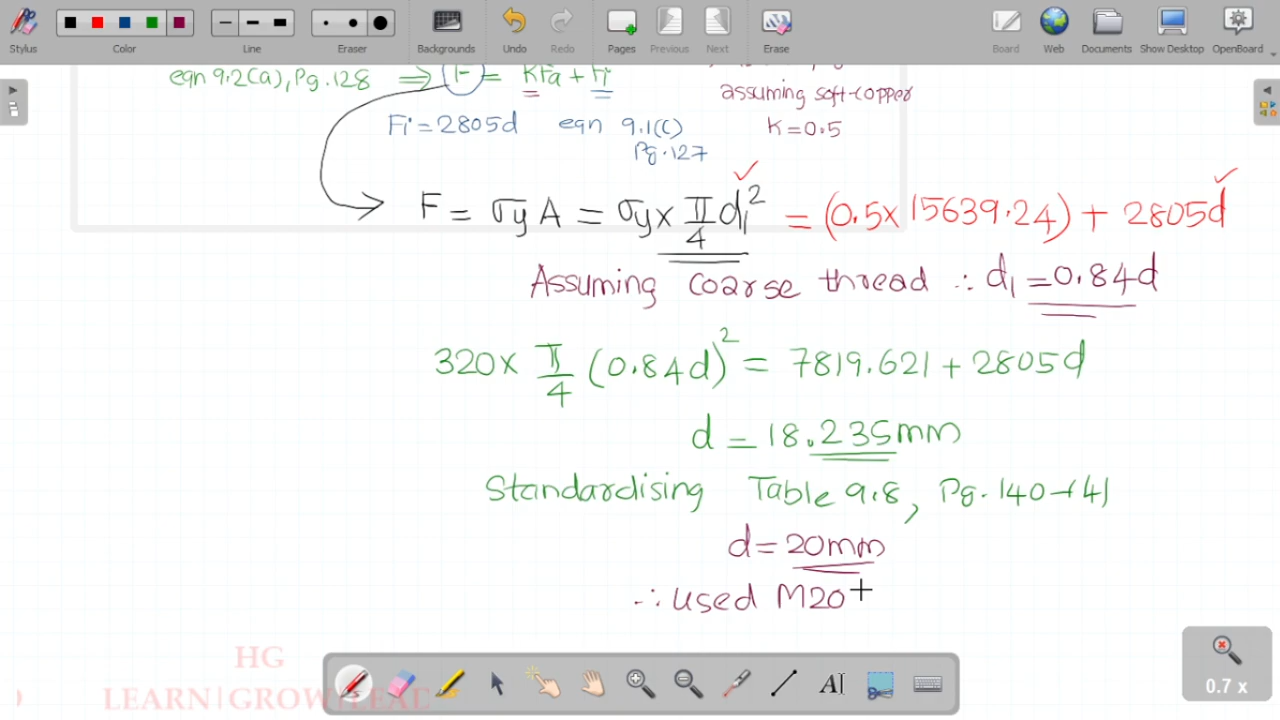 Stylus Color Line Eraser Backgrounds Undo Redo Pages Previous Next Erase Board Web Documents Show Desktop OpenBoard
eqn 9.2(a), Pg.128 ⇒ F = KFa + Fi
assuming soft-copper
Fi = 2805d eqn 9.1(c) K = 0.5
Pg.127
F = σy A = σy × π/4 d₁² = (0.5 × 15639.24) + 2805d
Assuming coarse thread ∴ d₁ = 0.84d
320 × π/4 (0.84d)² = 7819.621 + 2805d
d = 18.235mm
Standardising Table 9.8, Pg. 140-141
d = 20mm
∴ used M20
HG
LEARN|GROW|LEAD
0.7 x